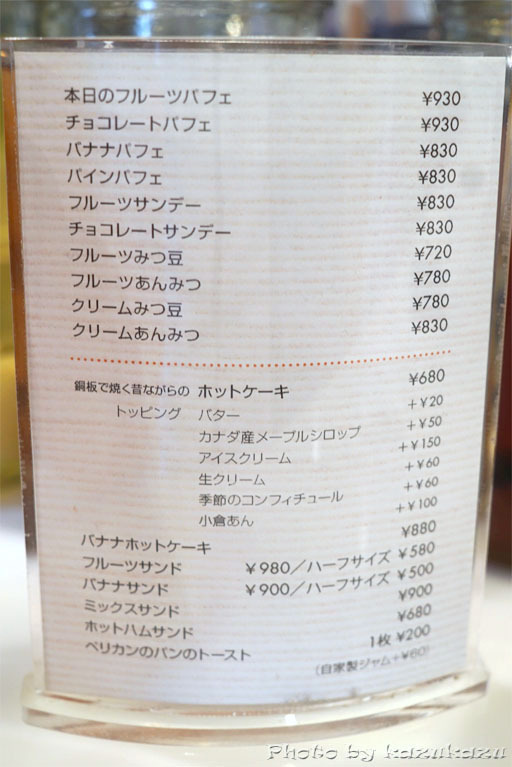 本日のフルーツパフェ ¥930
チョコレートパフェ ¥930
バナナパフェ ¥830
パインパフェ ¥830
フルーツサンデー ¥830
チョコレートサンデー ¥830
フルーツみつ豆 ¥720
フルーツあんみつ ¥780
クリームみつ豆 ¥780
クリームあんみつ ¥830
銅板で焼く昔ながらの ホットケーキ ¥680
トッピング バター +¥20
カナダ産メープルシロップ +¥50
アイスクリーム +¥150
生クリーム +¥60
季節のコンフィチュール +¥60
小倉あん +¥100
バナナホットケーキ ¥880
フルーツサンド ¥980/ハーフサイズ ¥580
バナナサンド ¥900/ハーフサイズ ¥500
ミックスサンド ¥900
ホットハムサンド ¥680
ペリカンのパンのトースト 1枚 ¥200
(自家製ジャム+¥60)
Photo by kazukazu